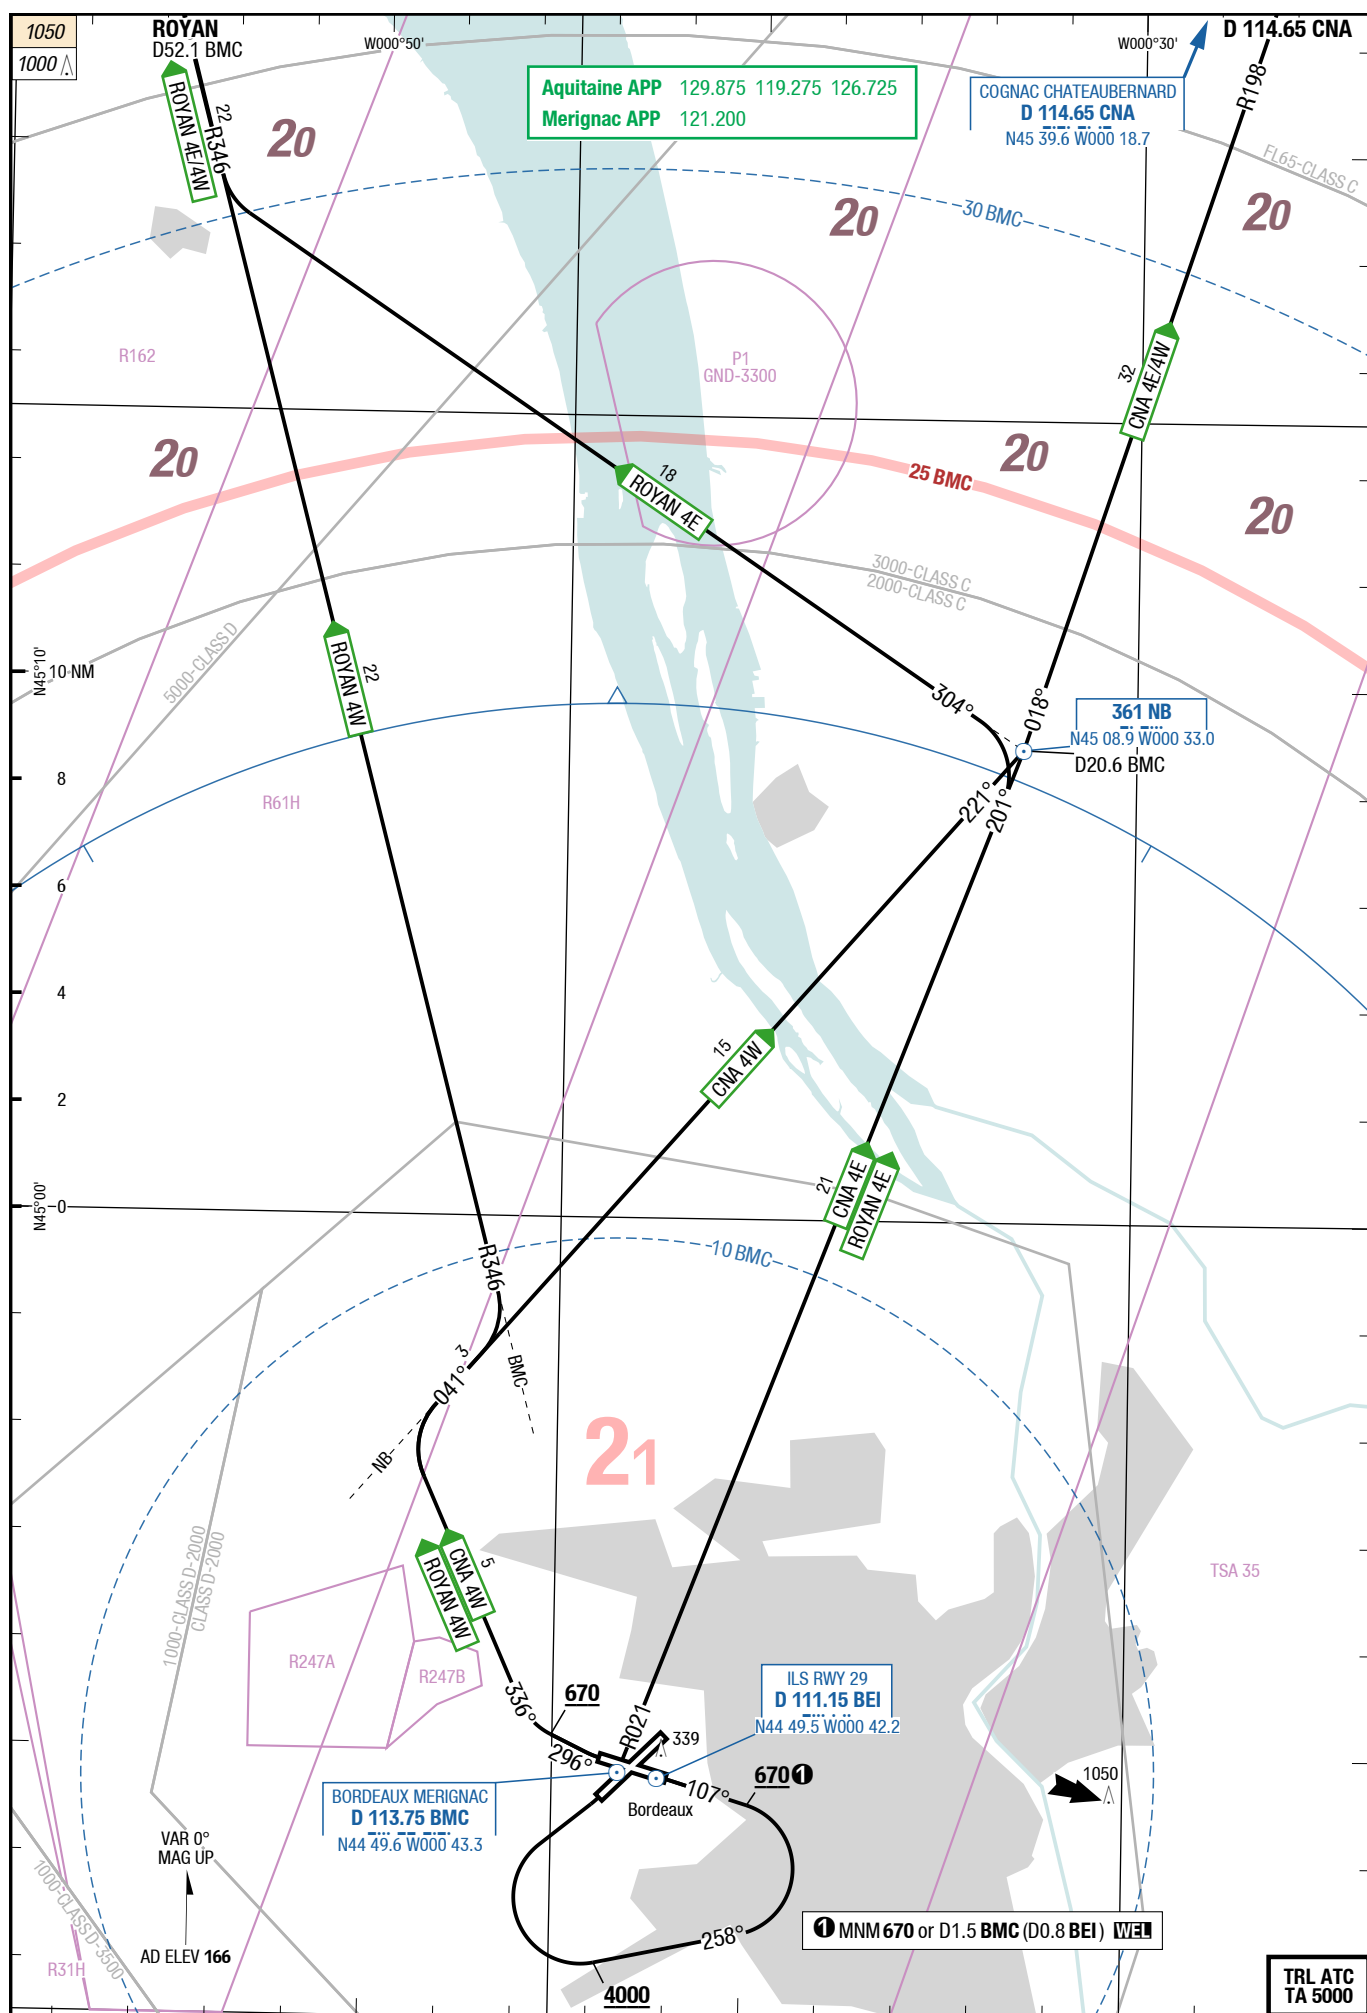 1050
1000
ROYAN
D52.1 BMC
W000°50'
W000°30'
D 114.65 CNA
Aquitaine APP 129.875 119.275 126.725
Merignac APP 121.200
COGNAC CHATEAUBERNARD
D 114.65 CNA
N45 39.6 W000 18.7
R198
FL65-CLASS C
22
R346
ROYAN 4E/4W
20
20
20
30 BMC
R162
P1
GND-3300
32
CNA 4E/4W
20
20
20
25 BMC
18
ROYAN 4E
3000-CLASS C
2000-CLASS C
5000-CLASS D
N45°10'
10 NM
22
ROYAN 4W
304°
018°
361 NB
N45 08.9 W000 33.0
D20.6 BMC
8
R61H
221°
201°
6
4
15
CNA 4W
2
21
CNA 4E
ROYAN 4E
N45°00'
0
R346
10 BMC
3
041°
BMC
NB
21
1000-CLASS D-2000
CLASS D-2000
5
CNA 4W
ROYAN 4W
TSA 35
R247A
R247B
336°
670
R021
339
296°
ILS RWY 29
D 111.15 BEI
N44 49.5 W000 42.2
107°
670 ❶
1050
Bordeaux
BORDEAUX MERIGNAC
D 113.75 BMC
N44 49.6 W000 43.3
VAR 0°
MAG UP
1000-CLASS D-3500
AD ELEV 166
R31H
258°
4000
❶ MNM 670 or D1.5 BMC (D0.8 BEI) WEL
TRL ATC
TA 5000